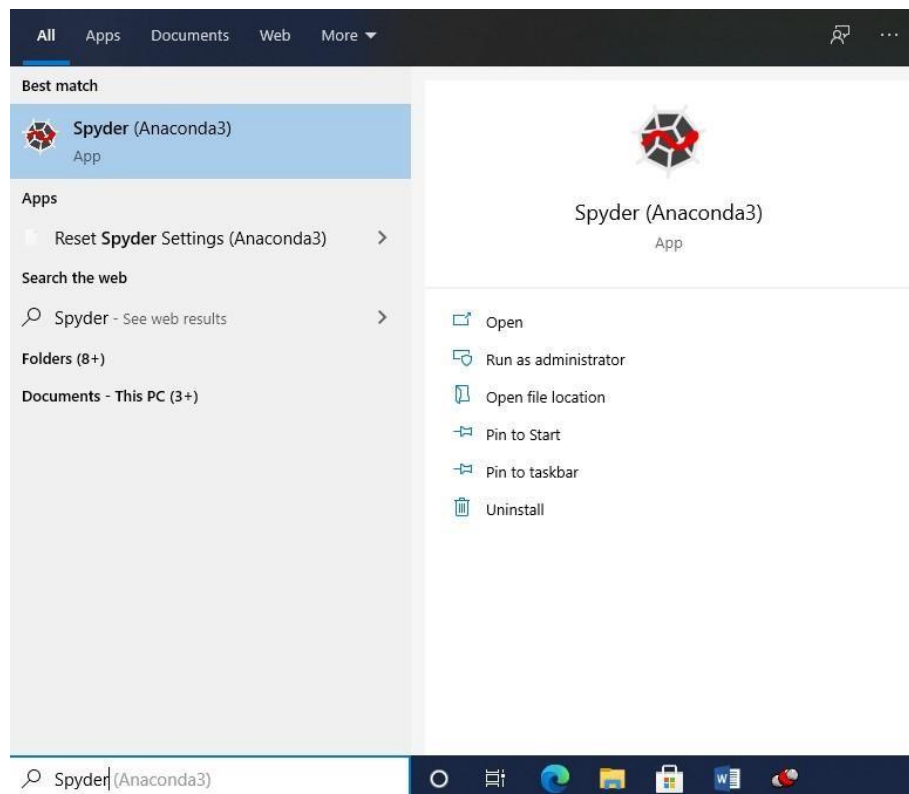 All Apps Documents Web More
Best match
Spyder (Anaconda3)
App
Apps
Reset Spyder Settings (Anaconda3)
Search the web
Spyder - See web results
Folders (8+)
Documents - This PC (3+)
Spyder (Anaconda3)
App
Open
Run as administrator
Open file location
Pin to Start
Pin to taskbar
Uninstall
Spyder (Anaconda3)
W